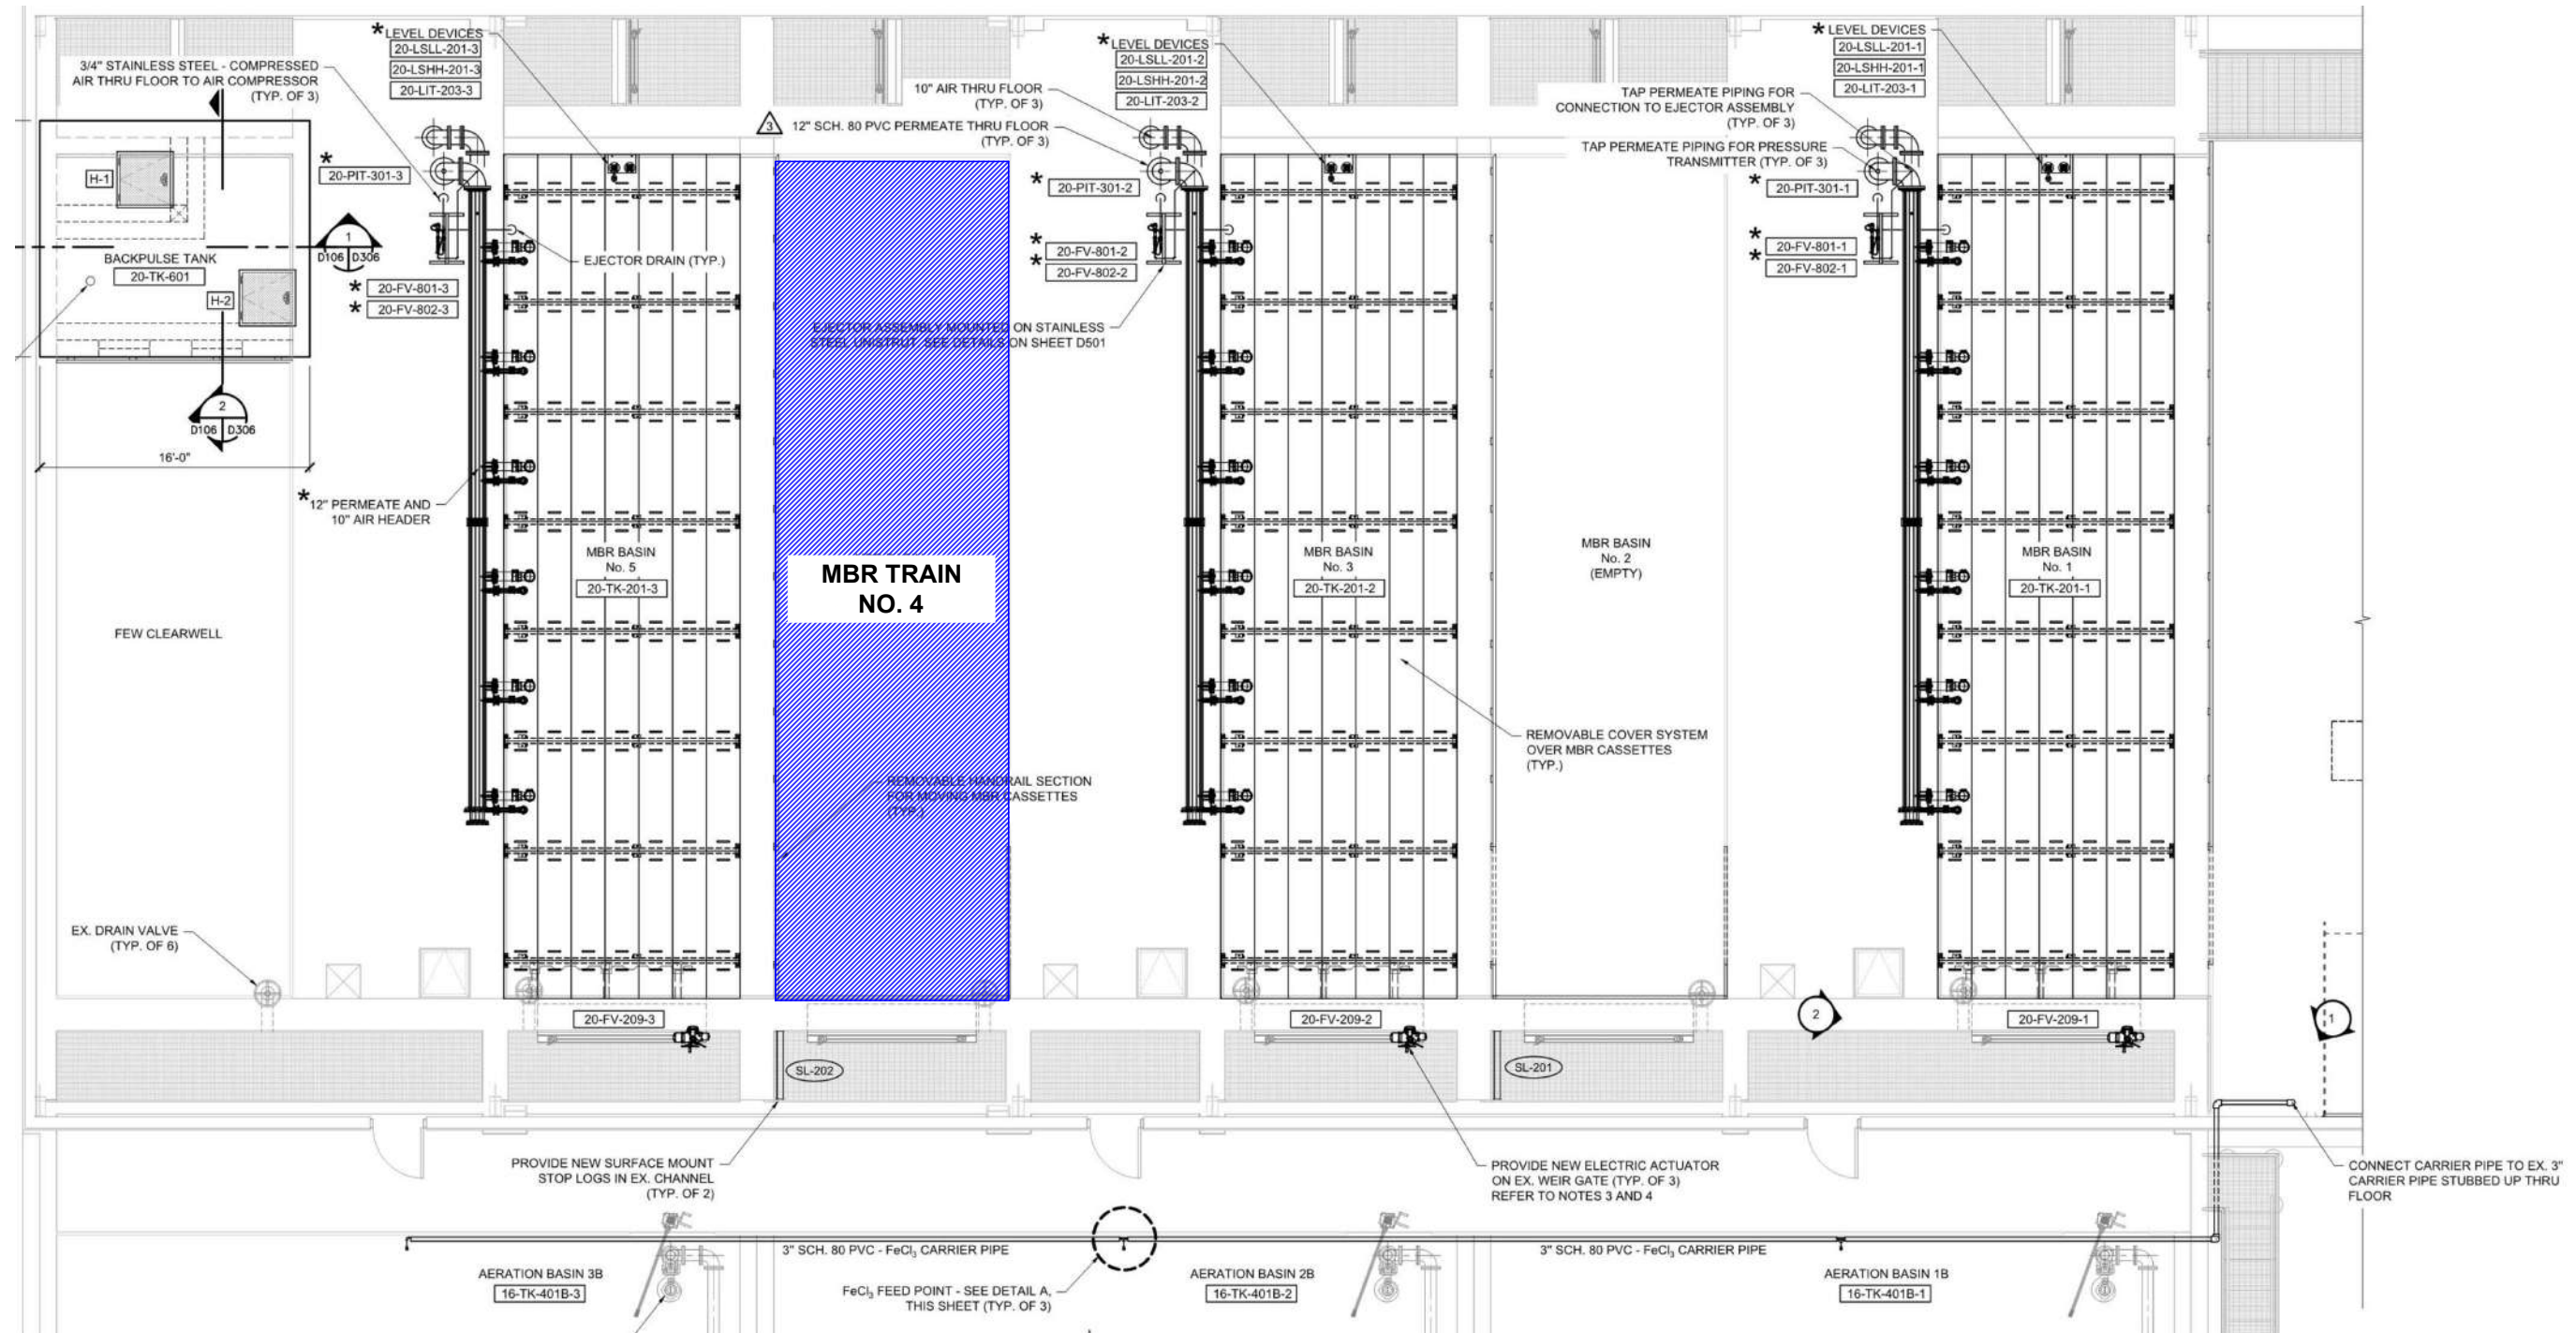 * LEVEL DEVICES
20-LSLL-201-3
20-LSHH-201-3
20-LIT-203-3
3/4" STAINLESS STEEL - COMPRESSED
AIR THRU FLOOR TO AIR COMPRESSOR
(TYP. OF 3)
* LEVEL DEVICES
20-LSLL-201-2
20-LSHH-201-2
20-LIT-203-2
10" AIR THRU FLOOR
(TYP. OF 3)
3
12" SCH. 80 PVC PERMEATE THRU FLOOR
(TYP. OF 3)
* LEVEL DEVICES
20-LSLL-201-1
20-LSHH-201-1
20-LIT-203-1
TAP PERMEATE PIPING FOR
CONNECTION TO EJECTOR ASSEMBLY
(TYP. OF 3)
TAP PERMEATE PIPING FOR PRESSURE
TRANSMITTER (TYP. OF 3)
H-1
BACKPULSE TANK
20-TK-601
H-2
1
D106 D306
2
D106 D306
16'-0"
*
20-PIT-301-3
* 20-FV-801-3
* 20-FV-802-3
EJECTOR DRAIN (TYP.)
* 20-PIT-301-2
* 20-FV-801-2
* 20-FV-802-2
EJECTOR ASSEMBLY MOUNTED ON STAINLESS
STEEL UNISTRUT. SEE DETAILS ON SHEET D501
* 20-PIT-301-1
* 20-FV-801-1
* 20-FV-802-1
* 12" PERMEATE AND
10" AIR HEADER
MBR BASIN
No. 5
20-TK-201-3
MBR TRAIN
NO. 4
MBR BASIN
No. 3
20-TK-201-2
MBR BASIN
No. 2
(EMPTY)
MBR BASIN
No. 1
20-TK-201-1
FEW CLEARWELL
REMOVABLE HANDRAIL SECTION
FOR MOVING MBR CASSETTES
(TYP.)
REMOVABLE COVER SYSTEM
OVER MBR CASSETTES
(TYP.)
EX. DRAIN VALVE
(TYP. OF 6)
20-FV-209-3
20-FV-209-2
20-FV-209-1
2
1
SL-202
SL-201
PROVIDE NEW SURFACE MOUNT
STOP LOGS IN EX. CHANNEL
(TYP. OF 2)
PROVIDE NEW ELECTRIC ACTUATOR
ON EX. WEIR GATE (TYP. OF 3)
REFER TO NOTES 3 AND 4
CONNECT CARRIER PIPE TO EX. 3"
CARRIER PIPE STUBBED UP THRU
FLOOR
3" SCH. 80 PVC - FeCl₃ CARRIER PIPE
3" SCH. 80 PVC - FeCl₃ CARRIER PIPE
AERATION BASIN 3B
16-TK-401B-3
FeCl₃ FEED POINT - SEE DETAIL A,
THIS SHEET (TYP. OF 3)
AERATION BASIN 2B
16-TK-401B-2
AERATION BASIN 1B
16-TK-401B-1